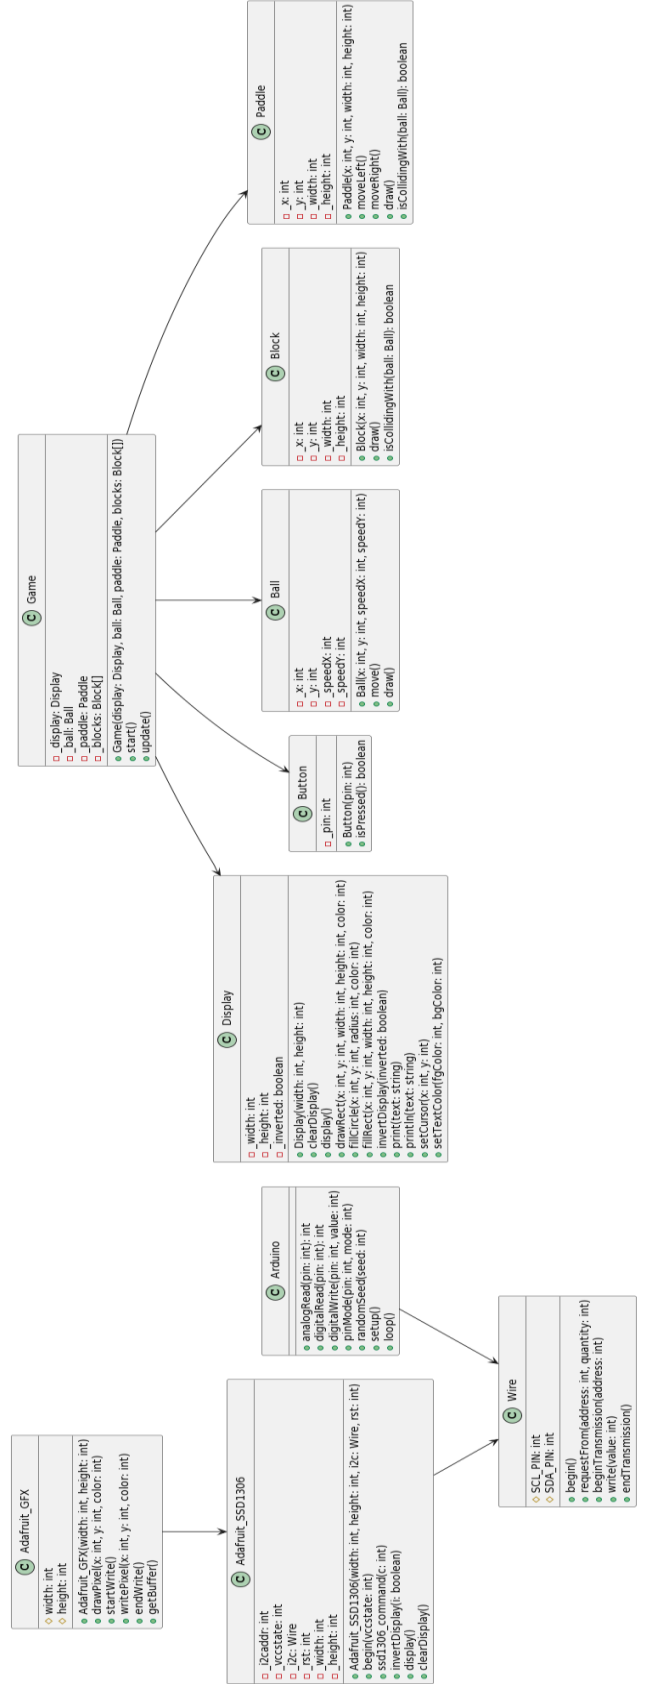 C Adafruit_GFX
width: int
height: int
Adafruit_GFX(width: int, height: int)
drawPixel(x: int, y: int, color: int)
startWrite()
writePixel(x: int, y: int, color: int)
endWrite()
getBuffer()
C Adafruit_SSD1306
_i2caddr: int
_vccstate: int
_i2c: Wire
_rst: int
_width: int
_height: int
Adafruit_SSD1306(width: int, height: int, i2c: Wire, rst: int)
begin(vccstate: int)
ssd1306_command(c: int)
invertDisplay(i: boolean)
display()
clearDisplay()
C Arduino
analogRead(pin: int): int
digitalRead(pin: int): int
digitalWrite(pin: int, value: int)
pinMode(pin: int, mode: int)
randomSeed(seed: int)
setup()
loop()
C Wire
SCL_PIN: int
SDA_PIN: int
begin()
requestFrom(address: int, quantity: int)
beginTransmission(address: int)
write(value: int)
endTransmission()
C Game
_display: Display
_ball: Ball
_paddle: Paddle
_blocks: Block[]
Game(display: Display, ball: Ball, paddle: Paddle, blocks: Block[])
start()
update()
C Display
_width: int
_height: int
_inverted: boolean
Display(width: int, height: int)
clearDisplay()
display()
drawRect(x: int, y: int, width: int, height: int, color: int)
fillCircle(x: int, y: int, radius: int, color: int)
fillRect(x: int, y: int, width: int, height: int, color: int)
invertDisplay(inverted: boolean)
print(text: string)
println(text: string)
setCursor(x: int, y: int)
setTextColor(fgColor: int, bgColor: int)
C Button
_pin: int
Button(pin: int)
isPressed(): boolean
C Ball
_x: int
_y: int
_speedX: int
_speedY: int
Ball(x: int, y: int, speedX: int, speedY: int)
move()
draw()
C Block
_x: int
_y: int
_width: int
_height: int
Block(x: int, y: int, width: int, height: int)
draw()
isCollidingWith(ball: Ball): boolean
C Paddle
_x: int
_y: int
_width: int
_height: int
Paddle(x: int, y: int, width: int, height: int)
moveLeft()
moveRight()
draw()
isCollidingWith(ball: Ball): boolean